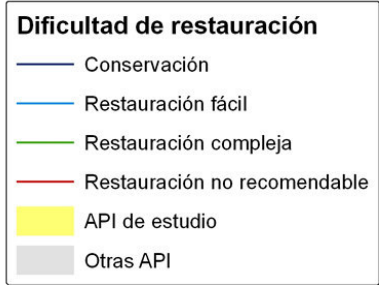 Dificultad de restauración
Conservación
Restauración fácil
Restauración compleja
Restauración no recomendable
API de estudio
Otras API